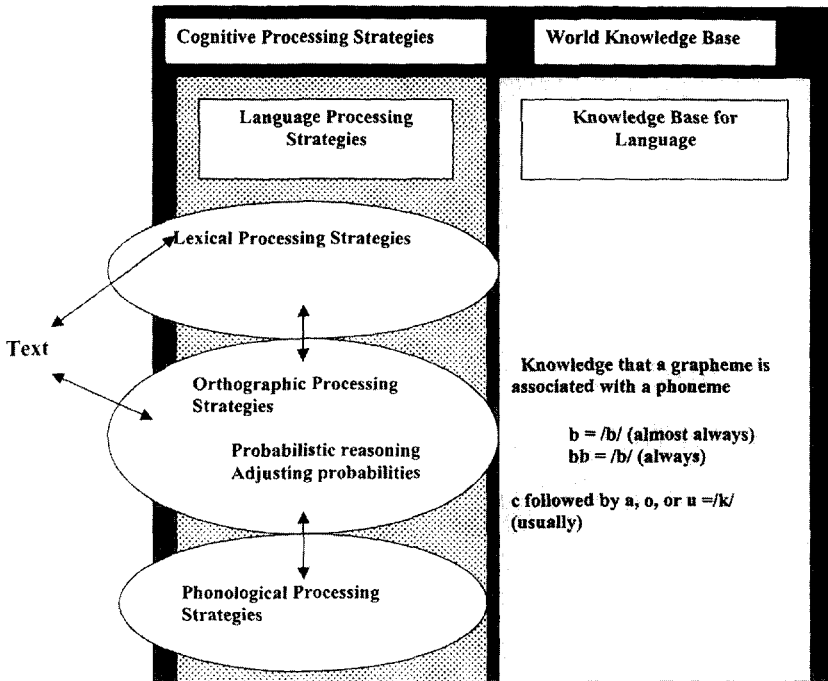 Cognitive Processing Strategies
World Knowledge Base
Language Processing
Strategies
Knowledge Base for
Language
Lexical Processing Strategies
Text
Orthographic Processing
Strategies
Probabilistic reasoning
Adjusting probabilities
Knowledge that a grapheme is
associated with a phoneme
b = /b/ (almost always)
bb = /b/ (always)
c followed by a, o, or u =/k/
(usually)
Phonological Processing
Strategies